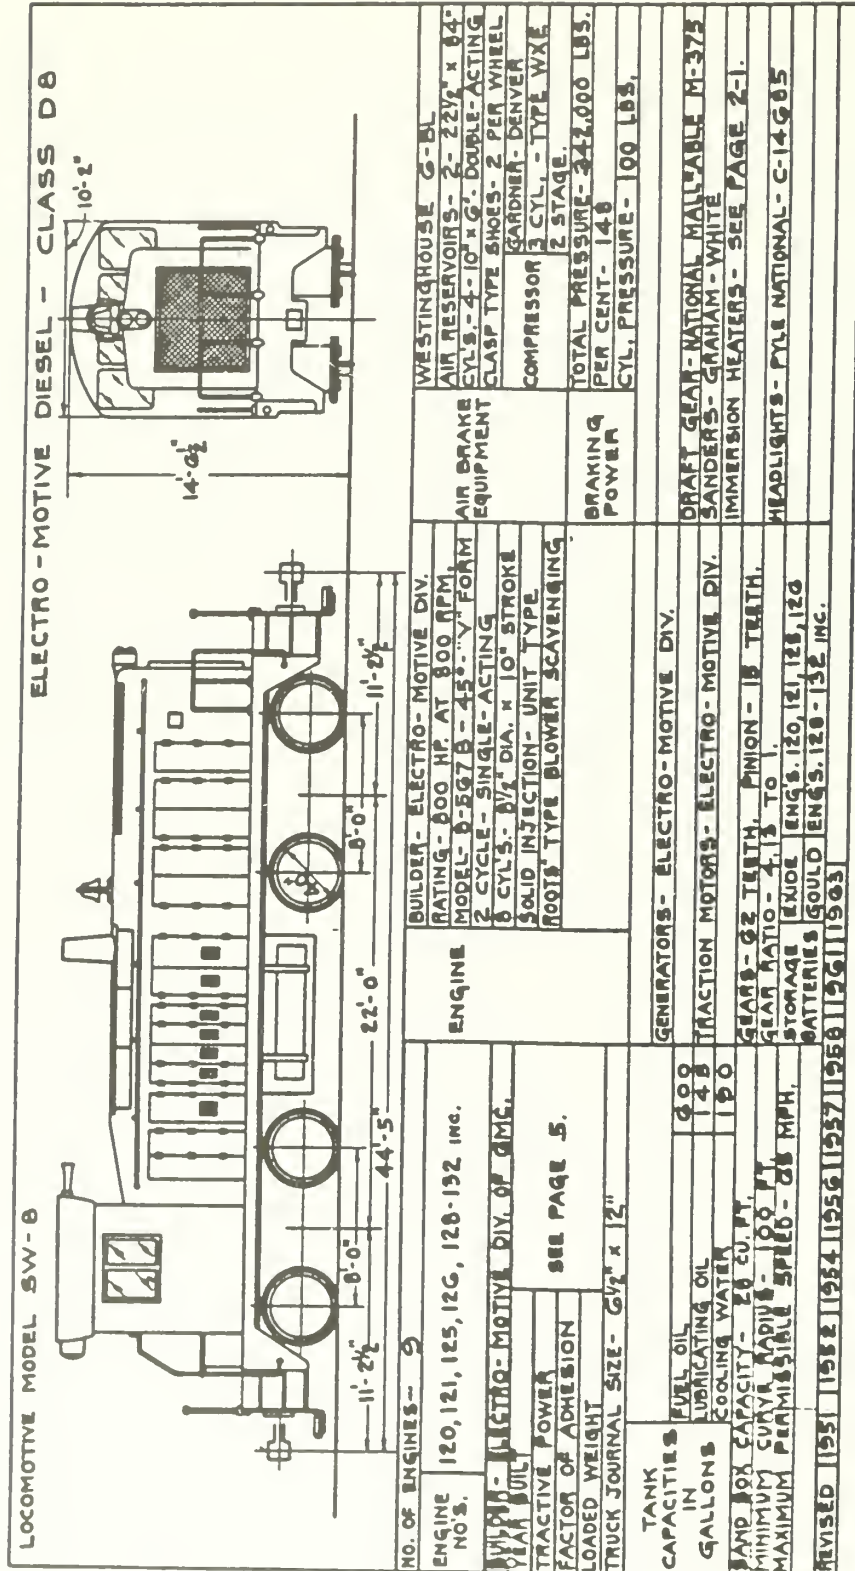 LOCOMOTIVE MODEL SW-8
ELECTRO-MOTIVE DIESEL - CLASS D8
10'-2"
14'-6½"
40"
8'-0"
8'-0"
11'-2½"
22'-0"
11'-2½"
44'-5"
NO. OF ENGINES- 9
ENGINE NO'S.
120, 121, 125, 126, 128-132 INC.
BUILDER- ELECTRO-MOTIVE DIV. OF GMC.
YEAR BUILT
TRACTIVE POWER
FACTOR OF ADHESION
LOADED WEIGHT
SEE PAGE 5.
TRUCK JOURNAL SIZE- 6½" x 12"
TANK CAPACITIES IN GALLONS
FUEL OIL 600
LUBRICATING OIL 148
COOLING WATER 190
SAND BOX CAPACITY- 28 CU. FT.
MINIMUM CURVE RADIUS- 100 FT.
MAXIMUM PERMISSIBLE SPEED- MPH.
REVISED 1951 1952 1954 1956 1957 1958 1961 1963
ENGINE
BUILDER- ELECTRO-MOTIVE DIV.
RATING- 800 HP. AT 800 RPM.
MODEL- 8-567B - 45°- "V" FORM
2 CYCLE- SINGLE-ACTING
8 CYL'S.- 8½" DIA. x 10" STROKE
SOLID INJECTION- UNIT TYPE
ROOTS TYPE BLOWER SCAVENGING
GENERATORS- ELECTRO-MOTIVE DIV.
TRACTION MOTORS- ELECTRO-MOTIVE DIV.
GEARS- 62 TEETH, PINION- 15 TEETH.
GEAR RATIO- 4.13 TO 1.
STORAGE BATTERIES
EXIDE ENG'S. 120, 121, 125, 126
GOULD ENG'S. 128-132 INC.
AIR BRAKE EQUIPMENT
WESTINGHOUSE 6-BL
AIR RESERVOIRS- 2- 22½" x 84"
CYL'S.- 4- 10" x 6". DOUBLE-ACTING
CLASP TYPE SHOES- 2 PER WHEEL
COMPRESSOR
GARDNER-DENVER
3 CYL. - TYPE WXE
2 STAGE.
BRAKING POWER
TOTAL PRESSURE- 342,000 LBS.
PER CENT- 148
CYL. PRESSURE- 100 LBS.
DRAFT GEAR- NATIONAL MALLEABLE M-375
SANDERS- GRAHAM-WHITE
IMMERSION HEATERS- SEE PAGE 2-1.
HEADLIGHTS- PYLE NATIONAL- C-14685